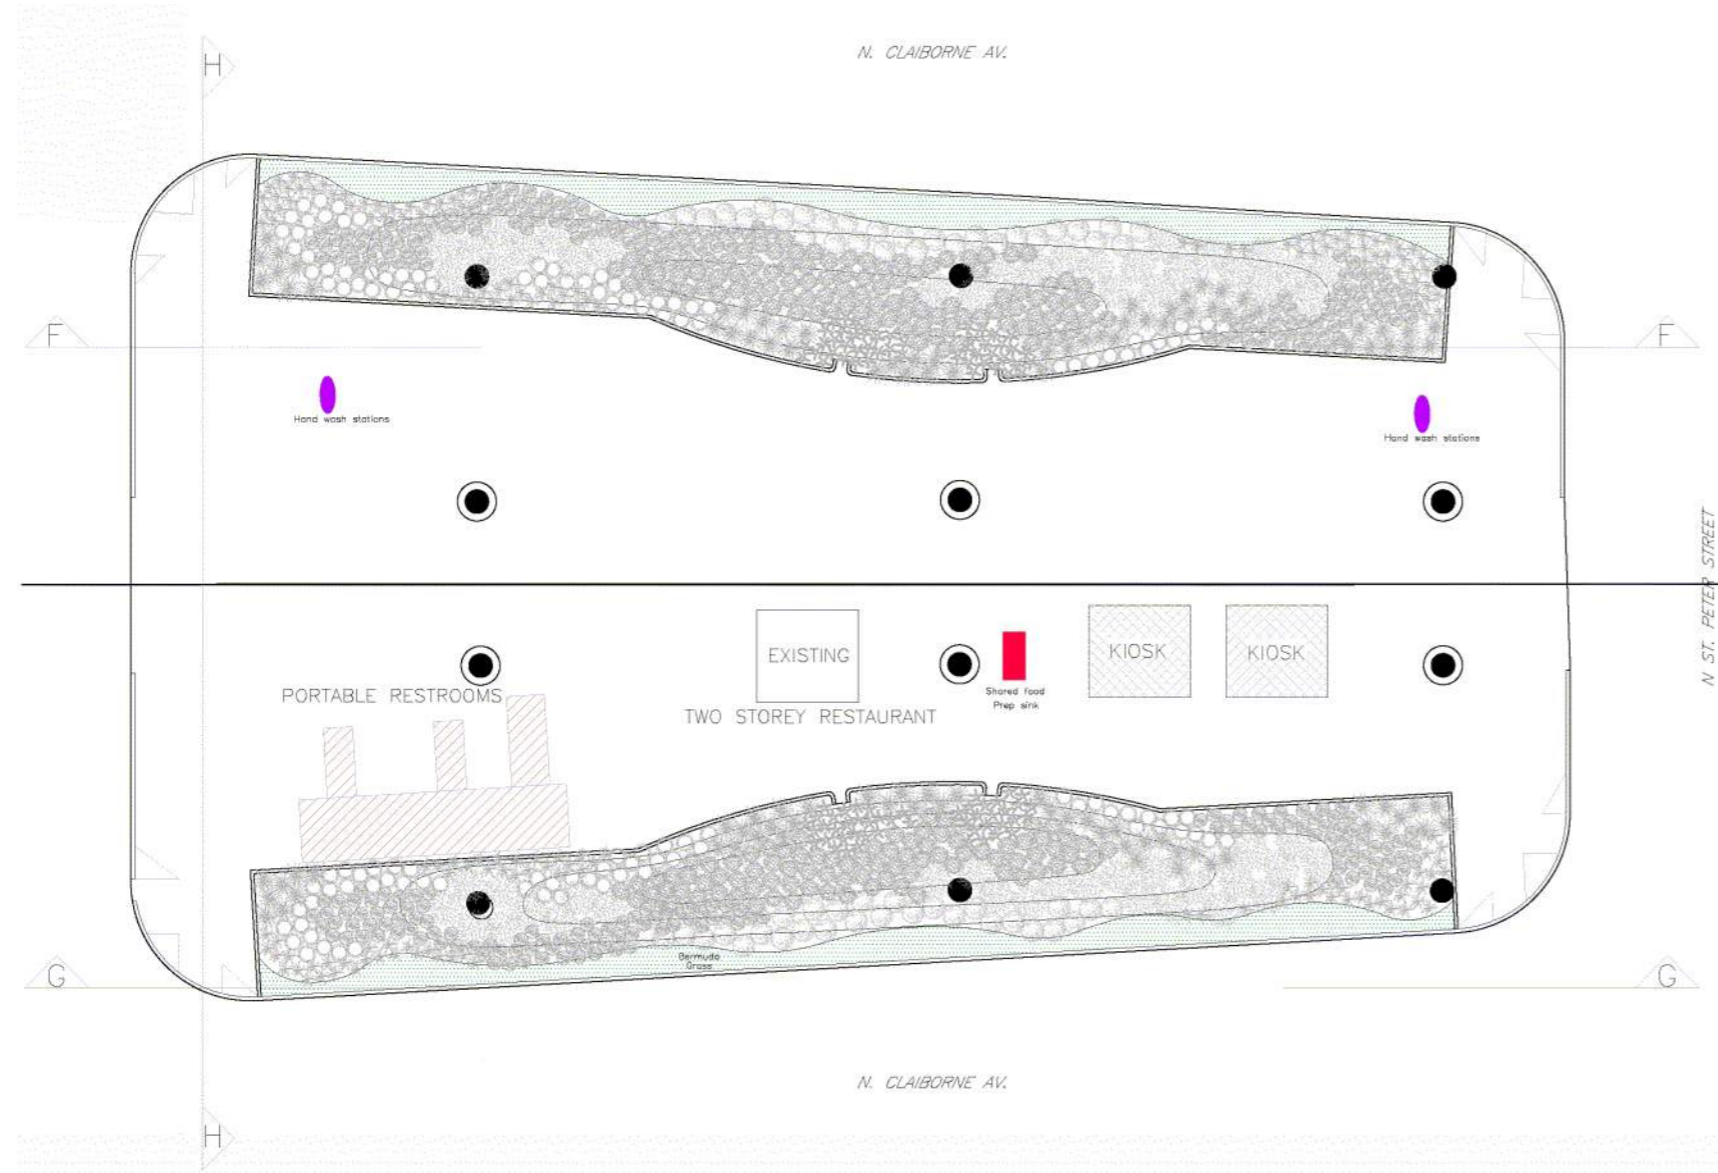 N. CLAIBORNE AV.
H
F
F
Hand wash stations
Hand wash stations
N ST. PETER STREET
EXISTING
KIOSK
KIOSK
PORTABLE RESTROOMS
Shared food
Prep sink
TWO STOREY RESTAURANT
Bermuda
Grass
G
G
N. CLAIBORNE AV.
H